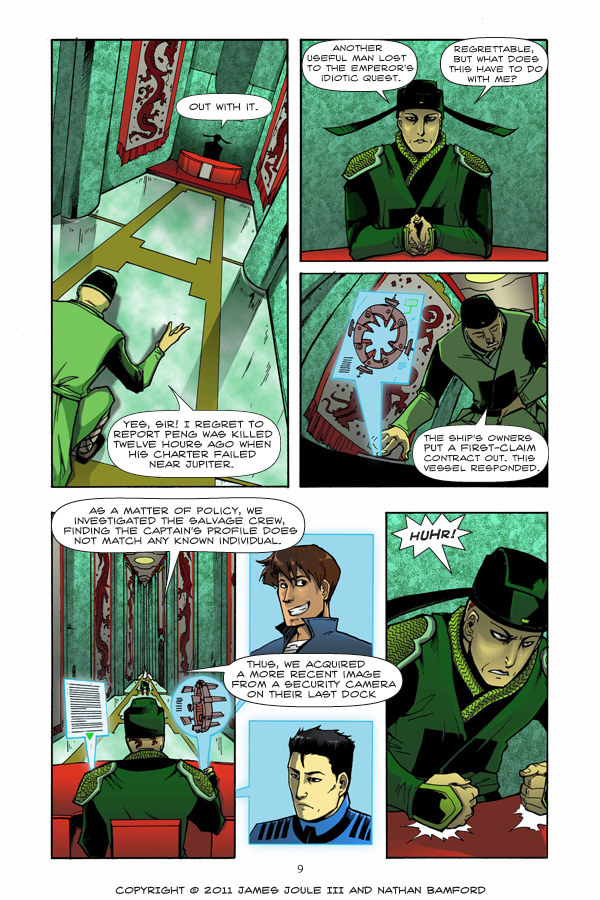 OUT WITH IT.
YES, SIR! I REGRET TO
REPORT PENG WAS KILLED
TWELVE HOURS AGO WHEN
HIS CHARTER FAILED
NEAR JUPITER.
ANOTHER
USEFUL MAN LOST
TO THE EMPEROR'S
IDIOTIC QUEST.
REGRETTABLE,
BUT WHAT DOES
THIS HAVE TO DO
WITH ME?
THE SHIP'S OWNERS
PUT A FIRST-CLAIM
CONTRACT OUT. THIS
VESSEL RESPONDED.
AS A MATTER OF POLICY, WE
INVESTIGATED THE SALVAGE CREW,
FINDING THE CAPTAIN'S PROFILE DOES
NOT MATCH ANY KNOWN INDIVIDUAL.
THUS, WE ACQUIRED
A MORE RECENT IMAGE
FROM A SECURITY CAMERA
ON THEIR LAST DOCK
HUHR!
9
COPYRIGHT © 2011 JAMES JOULE III AND NATHAN BAMFORD